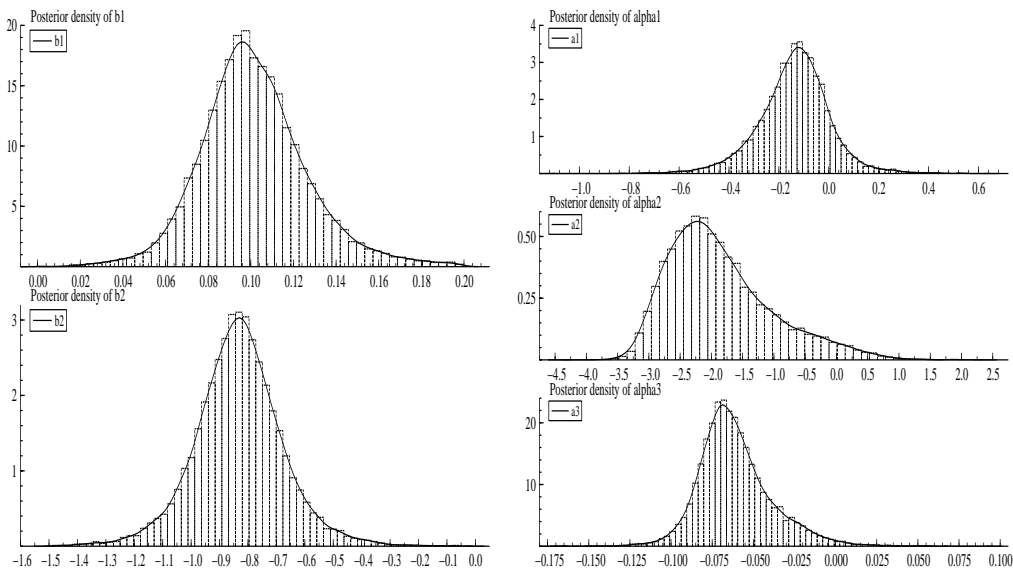 Posterior density of b1
b1
20
15
10
5
0.00 0.02 0.04 0.06 0.08 0.10 0.12 0.14 0.16 0.18 0.20
Posterior density of b2
b2
3
2
1
−1.6 −1.5 −1.4 −1.3 −1.2 −1.1 −1.0 −0.9 −0.8 −0.7 −0.6 −0.5 −0.4 −0.3 −0.2 −0.1 0.0
Posterior density of alpha1
a1
4
3
2
1
−1.0 −0.8 −0.6 −0.4 −0.2 0.0 0.2 0.4 0.6
Posterior density of alpha2
a2
0.50
0.25
−4.5 −4.0 −3.5 −3.0 −2.5 −2.0 −1.5 −1.0 −0.5 0.0 0.5 1.0 1.5 2.0 2.5
Posterior density of alpha3
a3
20
10
−0.175 −0.150 −0.125 −0.100 −0.075 −0.050 −0.025 0.000 0.025 0.050 0.075 0.100